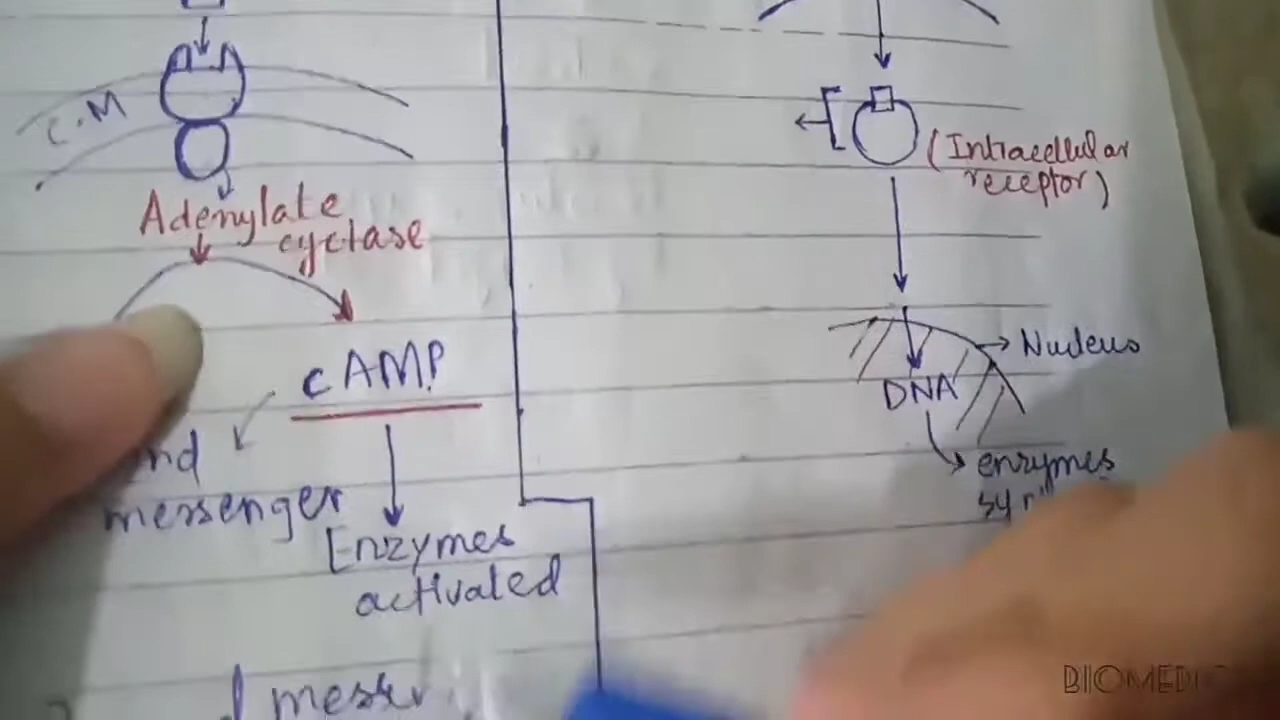 C.M
Adenylate
cyclase
cAMP
messenger
Enzymes
activated
(Intracellular
receptor)
Nucleus
DNA
enzymes